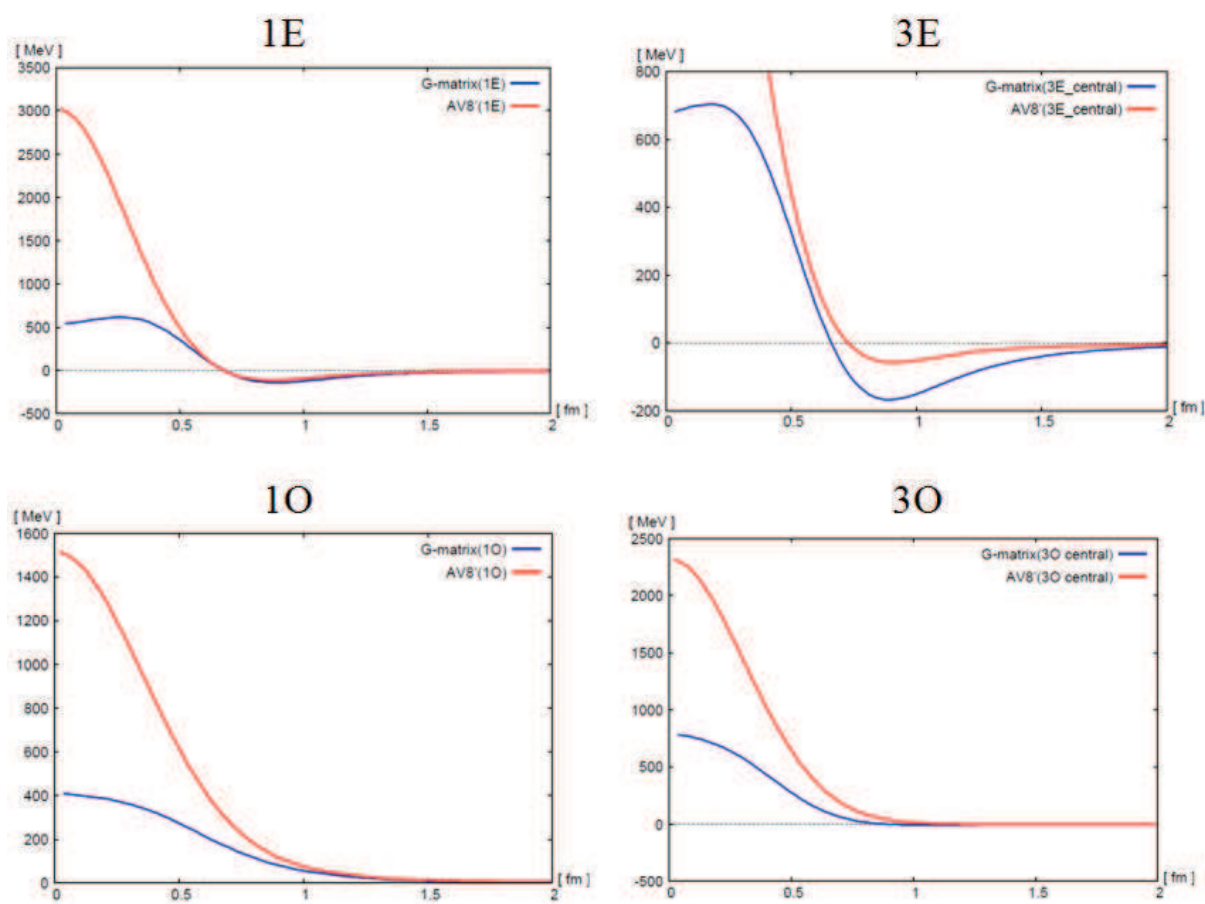 1E
[ MeV ]
3500
3000
2500
2000
1500
1000
500
0
-500
0
0.5
1
1.5
2
[ fm ]
G-matrix(1E)
AV8'(1E)
3E
[ MeV ]
800
600
400
200
0
-200
0
0.5
1
1.5
2
[ fm ]
G-matrix(3E_central)
AV8'(3E_central)
1O
[ MeV ]
1600
1400
1200
1000
800
600
400
200
0
0
0.5
1
1.5
2
[ fm ]
G-matrix(1O)
AV8'(1O)
3O
[ MeV ]
2500
2000
1500
1000
500
0
-500
0
0.5
1
1.5
2
[ fm ]
G-matrix(3O central)
AV8'(3O central)